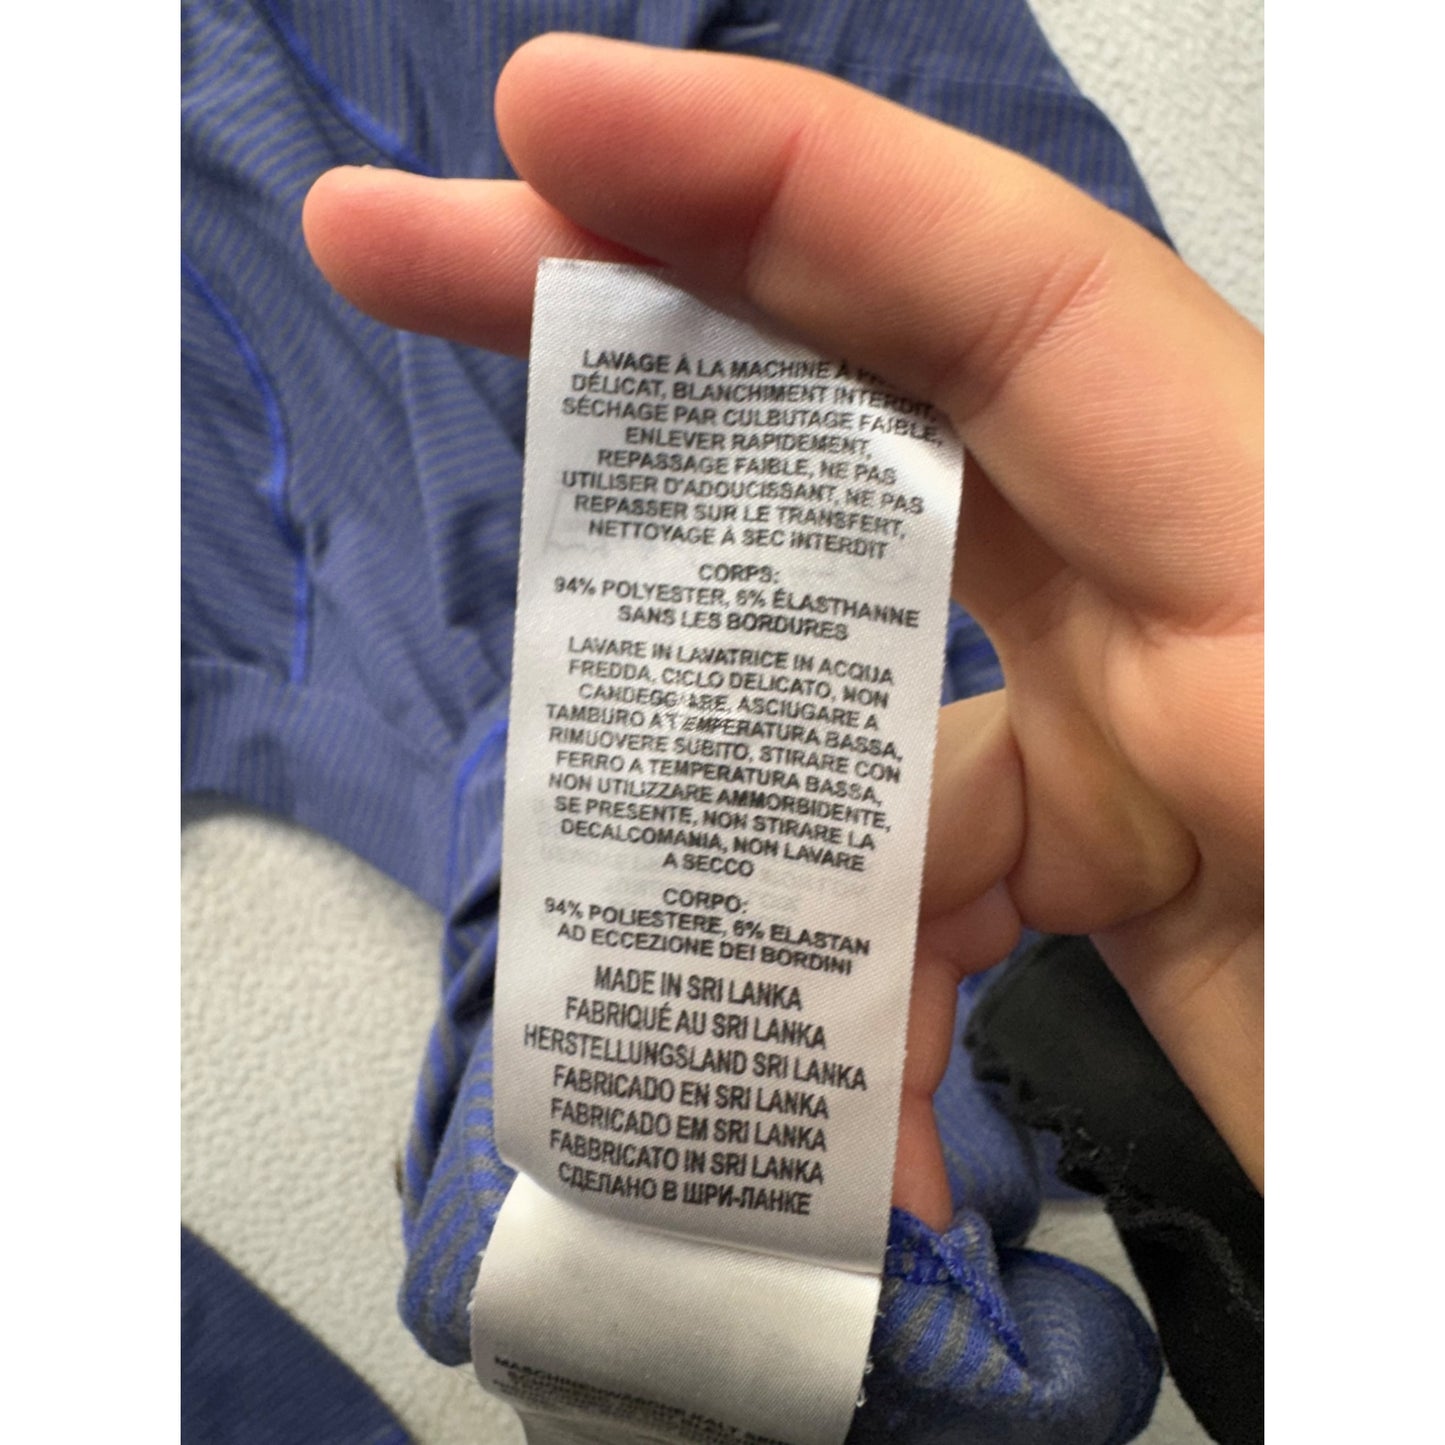 LAVAGE À LA MACHINE À
DÉLICAT, BLANCHIMENT INTERDIT,
SÉCHAGE PAR CULBUTAGE FAIBLE,
ENLEVER RAPIDEMENT,
REPASSAGE FAIBLE, NE PAS
UTILISER D'ADOUCISSANT, NE PAS
REPASSER SUR LE TRANSFERT,
NETTOYAGE À SEC INTERDIT
CORPS:
94% POLYESTER, 6% ÉLASTHANNE
SANS LES BORDURES
LAVARE IN LAVATRICE IN ACQUA
FREDDA, CICLO DELICATO, NON
CANDEGGIARE, ASCIUGARE A
TAMBURO A TEMPERATURA BASSA,
RIMUOVERE SUBITO, STIRARE CON
FERRO A TEMPERATURA BASSA,
NON UTILIZZARE AMMORBIDENTE,
SE PRESENTE, NON STIRARE LA
DECALCOMANIA, NON LAVARE
A SECCO
CORPO:
94% POLIESTERE, 6% ELASTAN
AD ECCEZIONE DEI BORDINI
MADE IN SRI LANKA
FABRIQUÉ AU SRI LANKA
HERSTELLUNGSLAND SRI LANKA
FABRICADO EN SRI LANKA
FABRICADO EM SRI LANKA
FABBRICATO IN SRI LANKA
СДЕЛАНО В ШРИ-ЛАНКЕ
MASCHINENWÄSCHE KALT